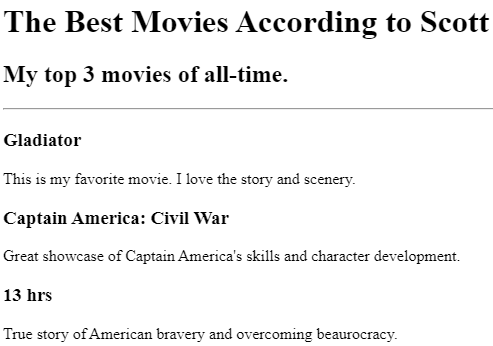 The Best Movies According to Scott
My top 3 movies of all-time.
Gladiator
This is my favorite movie. I love the story and scenery.
Captain America: Civil War
Great showcase of Captain America's skills and character development.
13 hrs
True story of American bravery and overcoming beaurocracy.